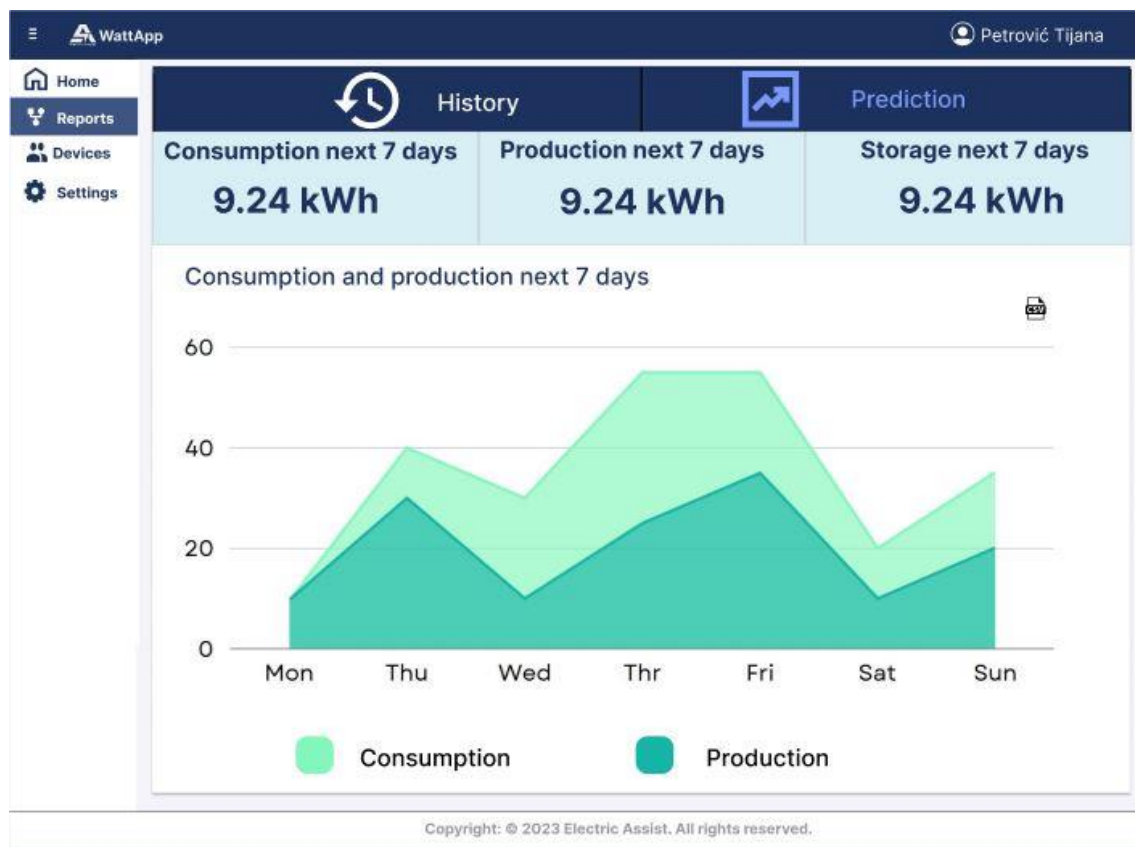 WattApp
Petrović Tijana
Home
Reports
Devices
Settings
History
Prediction
Consumption next 7 days
Production next 7 days
Storage next 7 days
9.24 kWh
9.24 kWh
9.24 kWh
Consumption and production next 7 days
CSV
60
40
20
0
Mon Thu Wed Thr Fri Sat Sun
Consumption
Production
Copyright: © 2023 Electric Assist. All rights reserved.